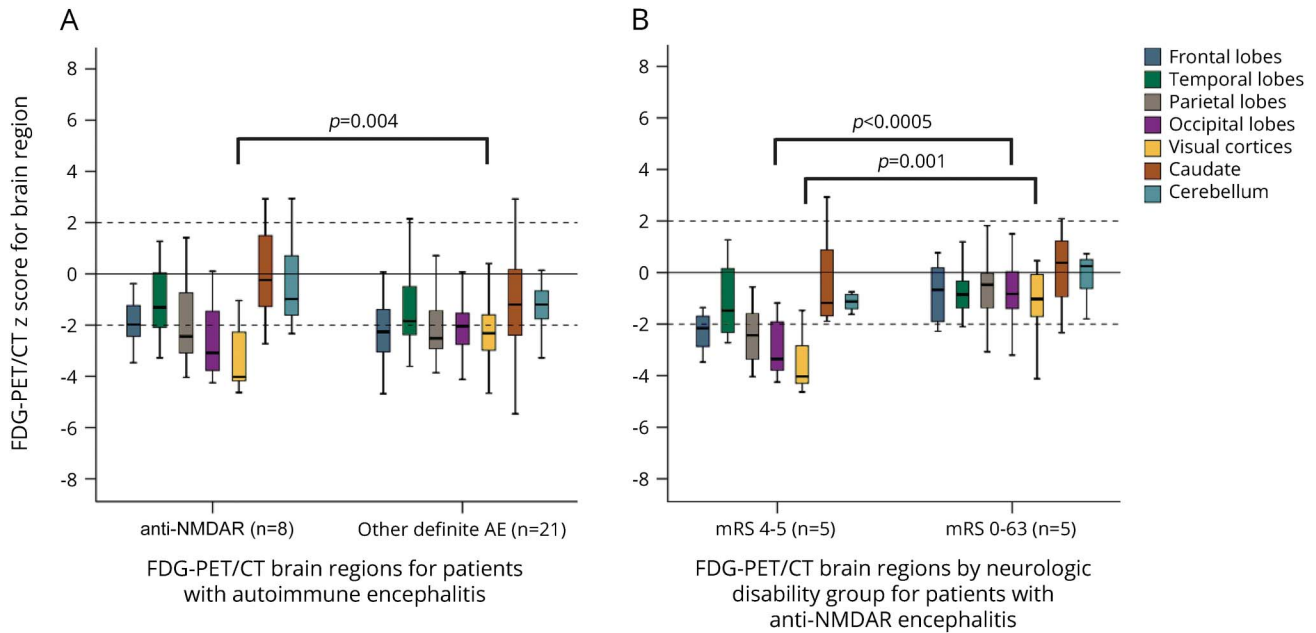 A
B
FDG-PET/CT z score for brain region
8
6
4
2
0
-2
-4
-6
-8
p=0.004
anti-NMDAR (n=8)
Other definite AE (n=21)
FDG-PET/CT brain regions for patients
with autoimmune encephalitis
8
6
4
2
0
-2
-4
-6
-8
p<0.0005
p=0.001
mRS 4-5 (n=5)
mRS 0-63 (n=5)
FDG-PET/CT brain regions by neurologic
disability group for patients with
anti-NMDAR encephalitis
Frontal lobes
Temporal lobes
Parietal lobes
Occipital lobes
Visual cortices
Caudate
Cerebellum